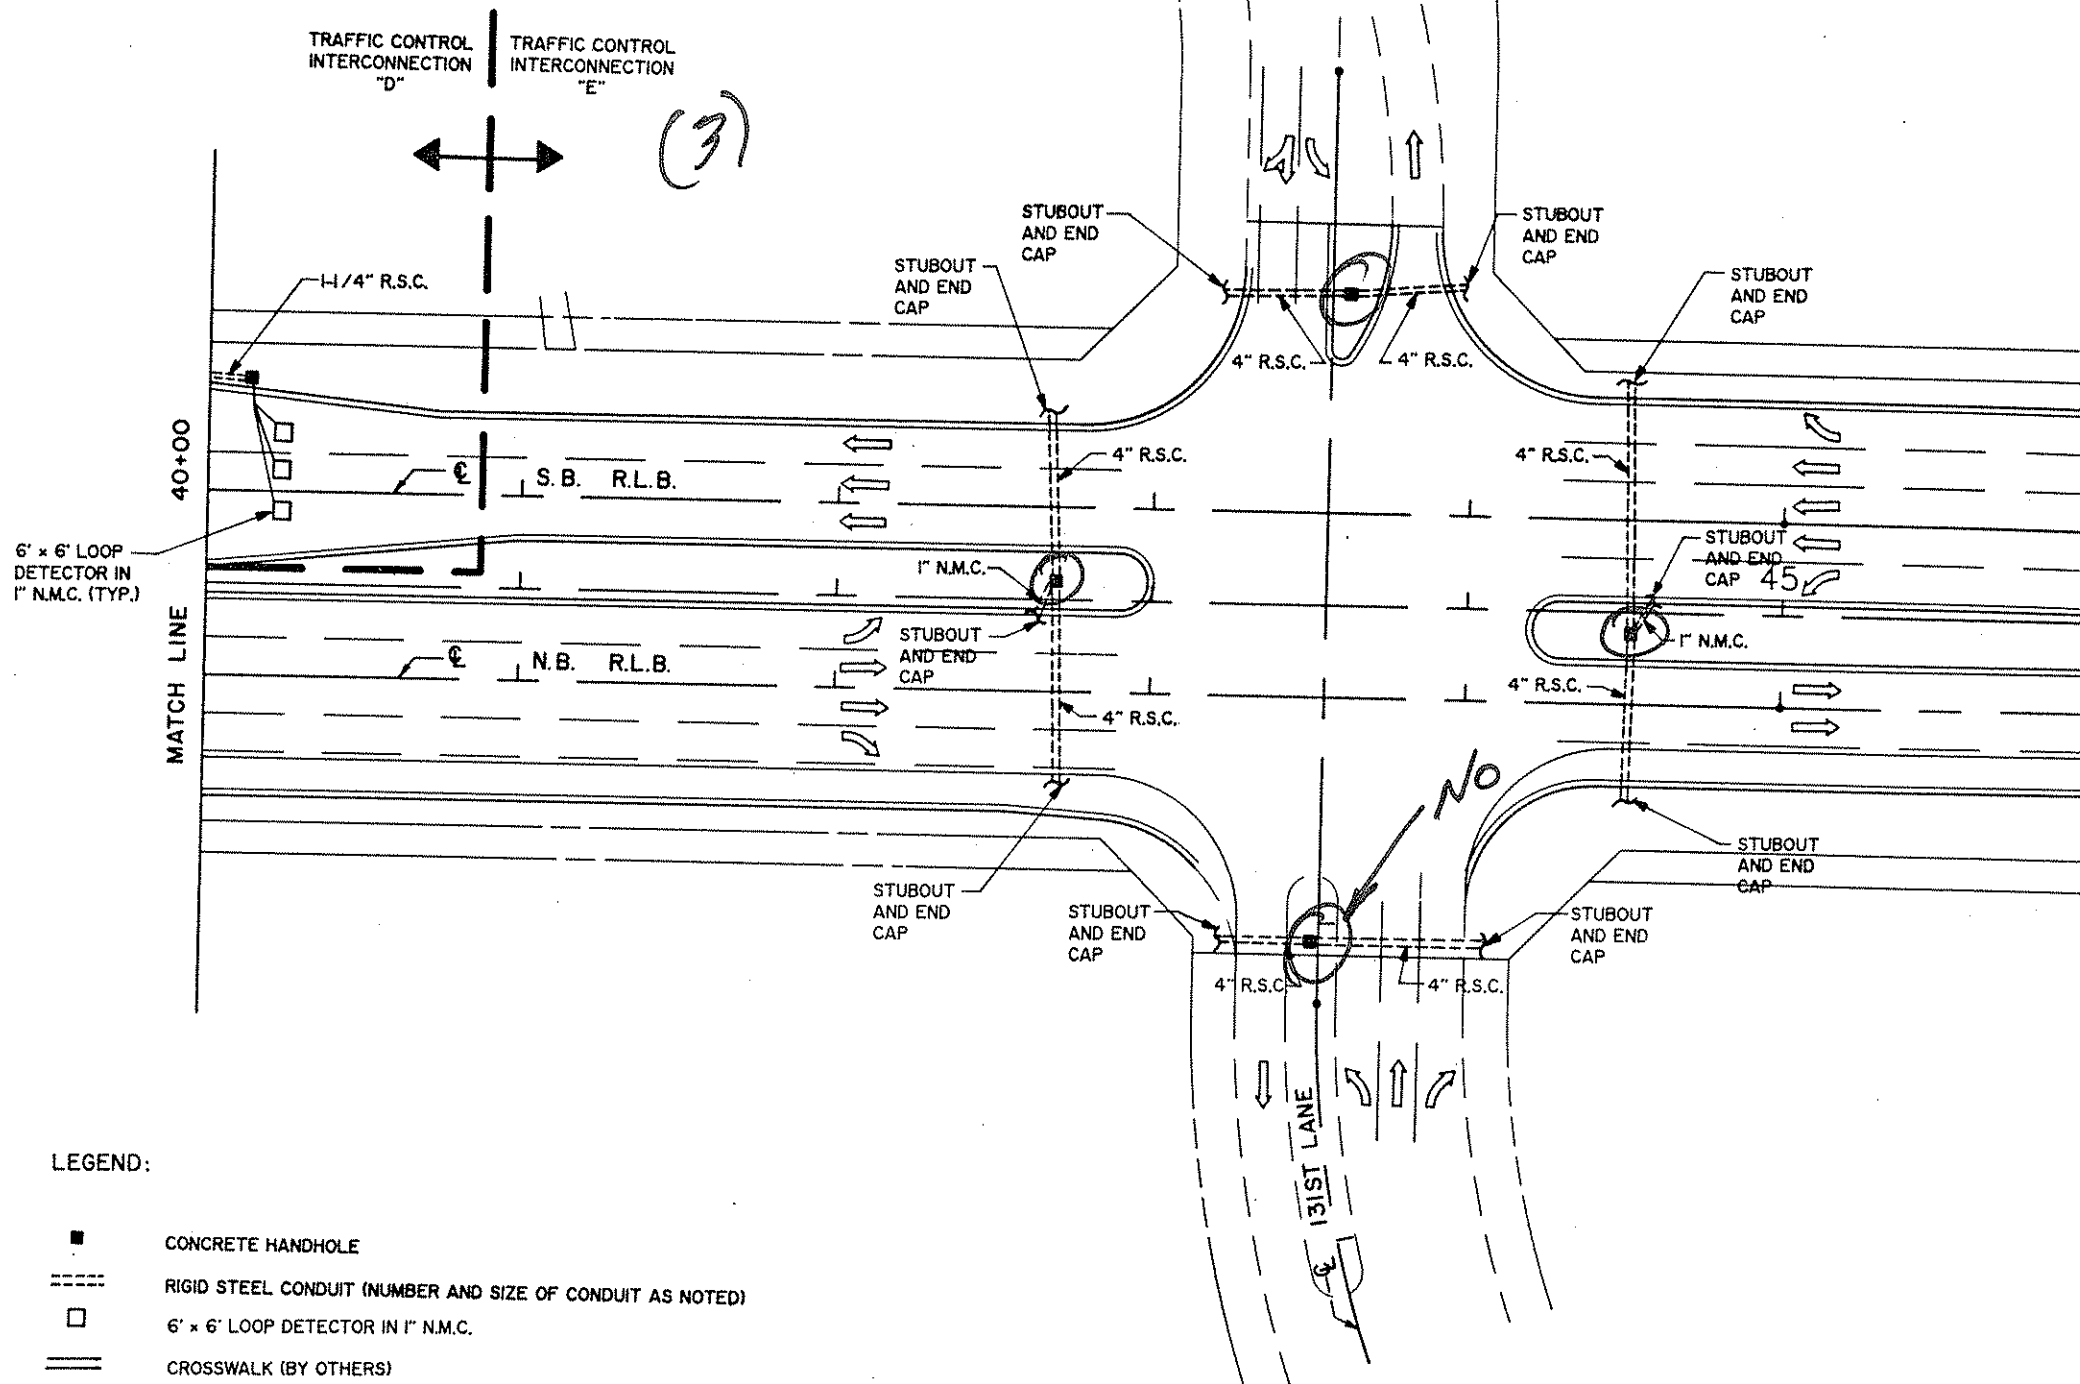 TRAFFIC CONTROL
INTERCONNECTION
"D"
TRAFFIC CONTROL
INTERCONNECTION
"E"
(3)
STUBOUT
AND END
CAP
STUBOUT
AND END
CAP
STUBOUT
AND END
CAP
STUBOUT
AND END
CAP
1-1/4" R.S.C.
4" R.S.C.
4" R.S.C.
40+00
MATCH LINE
4" R.S.C.
4" R.S.C.
℄
S.B. R.L.B.
6' x 6' LOOP
DETECTOR IN
1" N.M.C. (TYP.)
1" N.M.C.
STUBOUT
AND END
CAP
45
STUBOUT
AND END
CAP
1" N.M.C.
℄
N.B. R.L.B.
4" R.S.C.
4" R.S.C.
NO
STUBOUT
AND END
CAP
STUBOUT
AND END
CAP
STUBOUT
AND END
CAP
STUBOUT
AND END
CAP
4" R.S.C.
4" R.S.C.
131ST LANE
℄
LEGEND:
CONCRETE HANDHOLE
RIGID STEEL CONDUIT (NUMBER AND SIZE OF CONDUIT AS NOTED)
6' x 6' LOOP DETECTOR IN 1" N.M.C.
CROSSWALK (BY OTHERS)